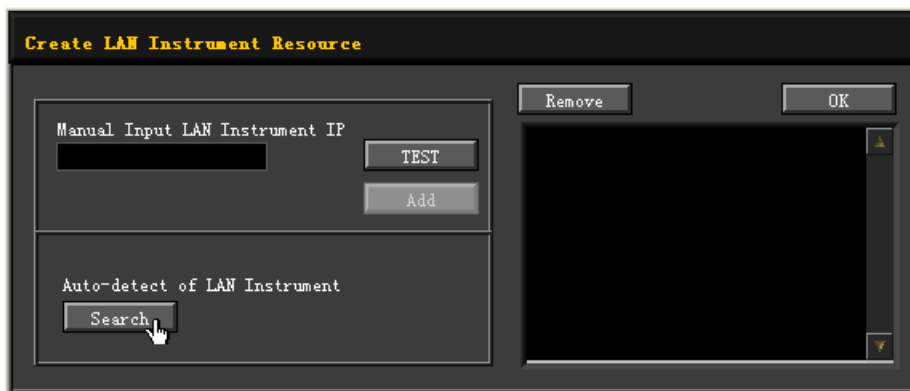 Create LAN Instrument Resource
Manual Input LAN Instrument IP
TEST
Add
Auto-detect of LAN Instrument
Search
Remove
OK